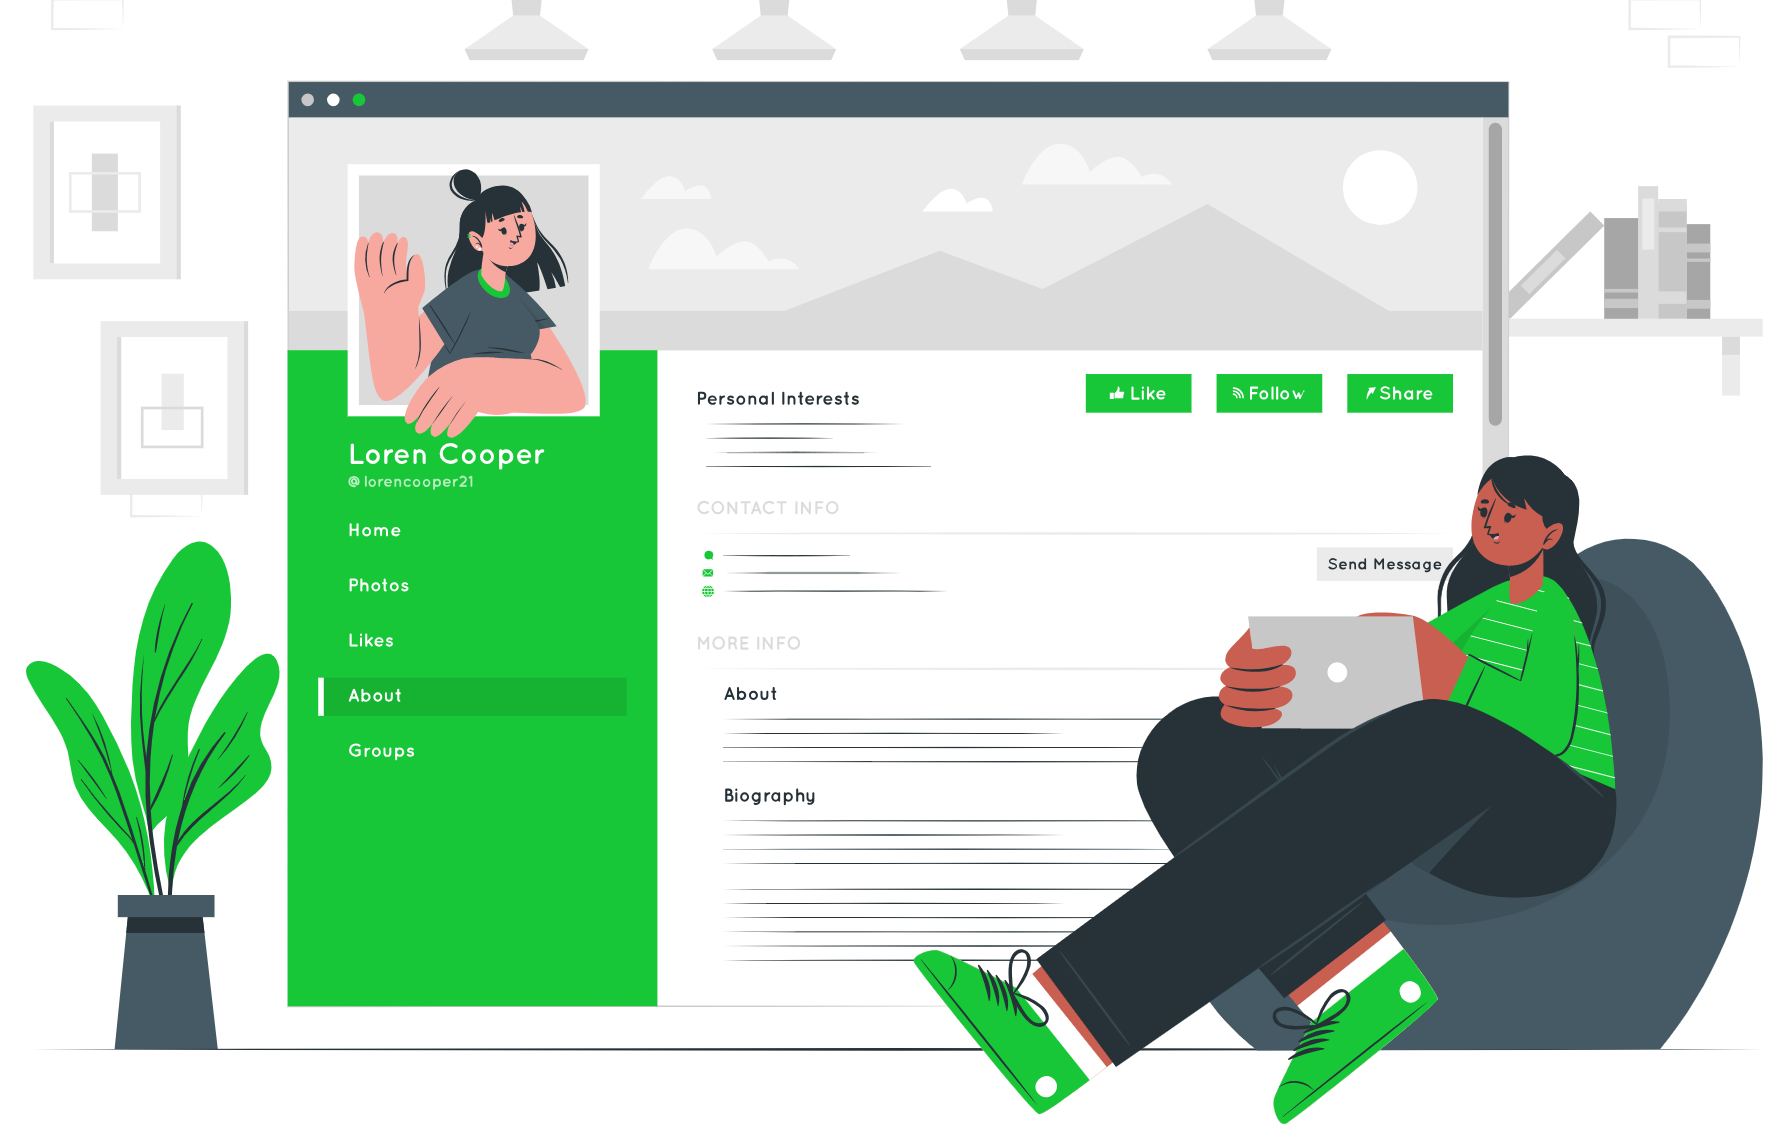 Loren Cooper
@lorencooper21
Home
Photos
Likes
About
Groups
Personal Interests
Like
Follow
Share
CONTACT INFO
Send Message
MORE INFO
About
Biography